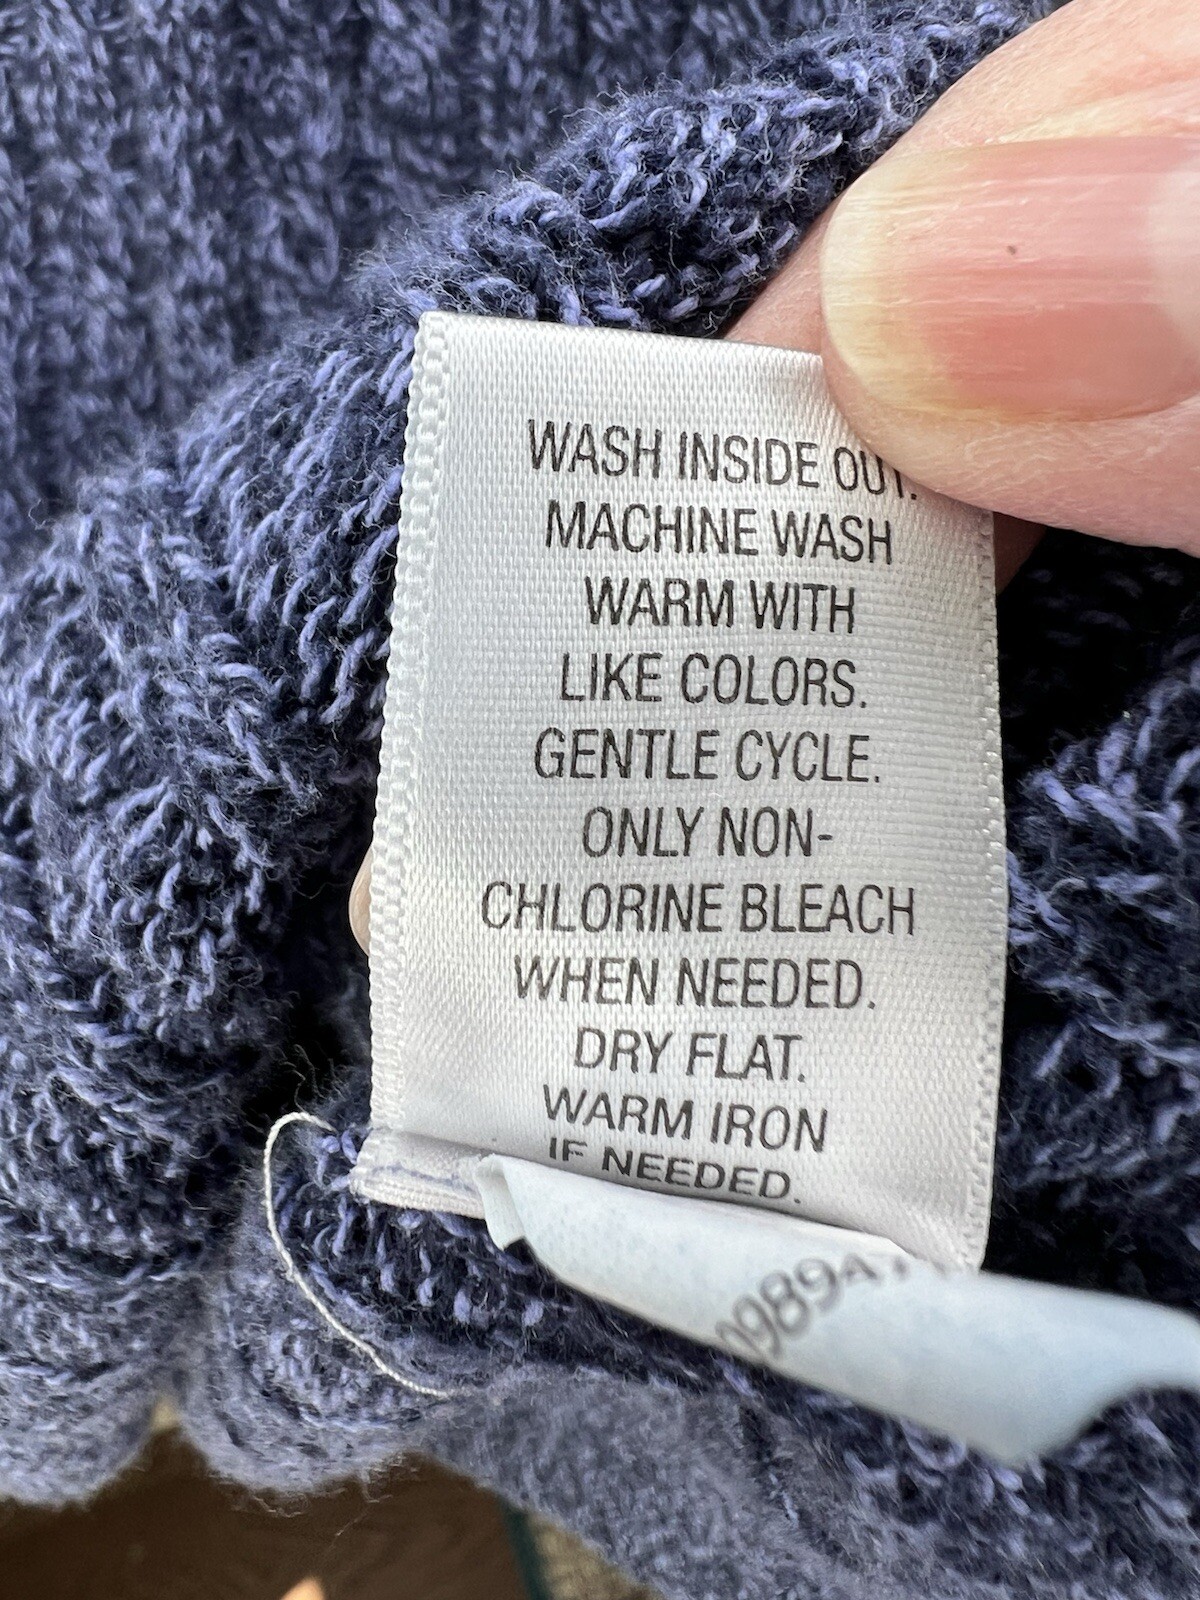 WASH INSIDE OUT.
MACHINE WASH
WARM WITH
LIKE COLORS.
GENTLE CYCLE.
ONLY NON-
CHLORINE BLEACH
WHEN NEEDED.
DRY FLAT.
WARM IRON
IF NEEDED.